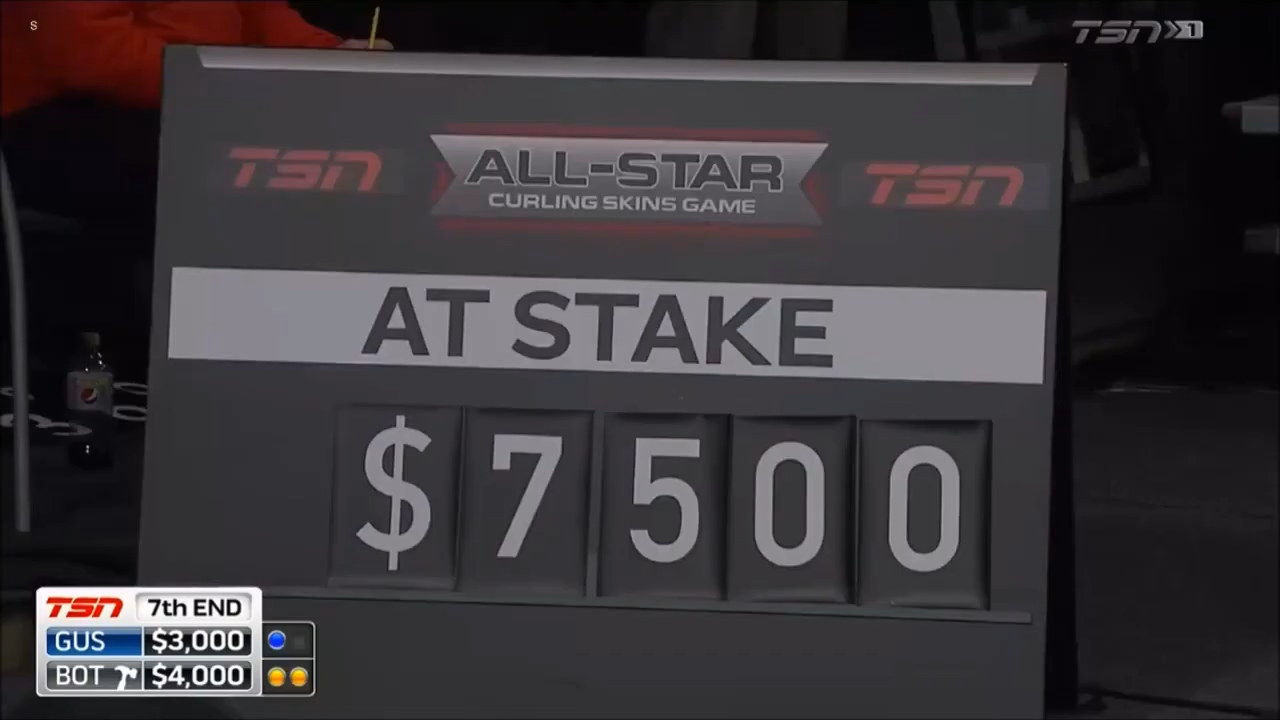 S
TSN 1
TSN
ALL-STAR
CURLING SKINS GAME
TSN
AT STAKE
$7500
TSN 7th END
GUS $3,000
BOT $4,000